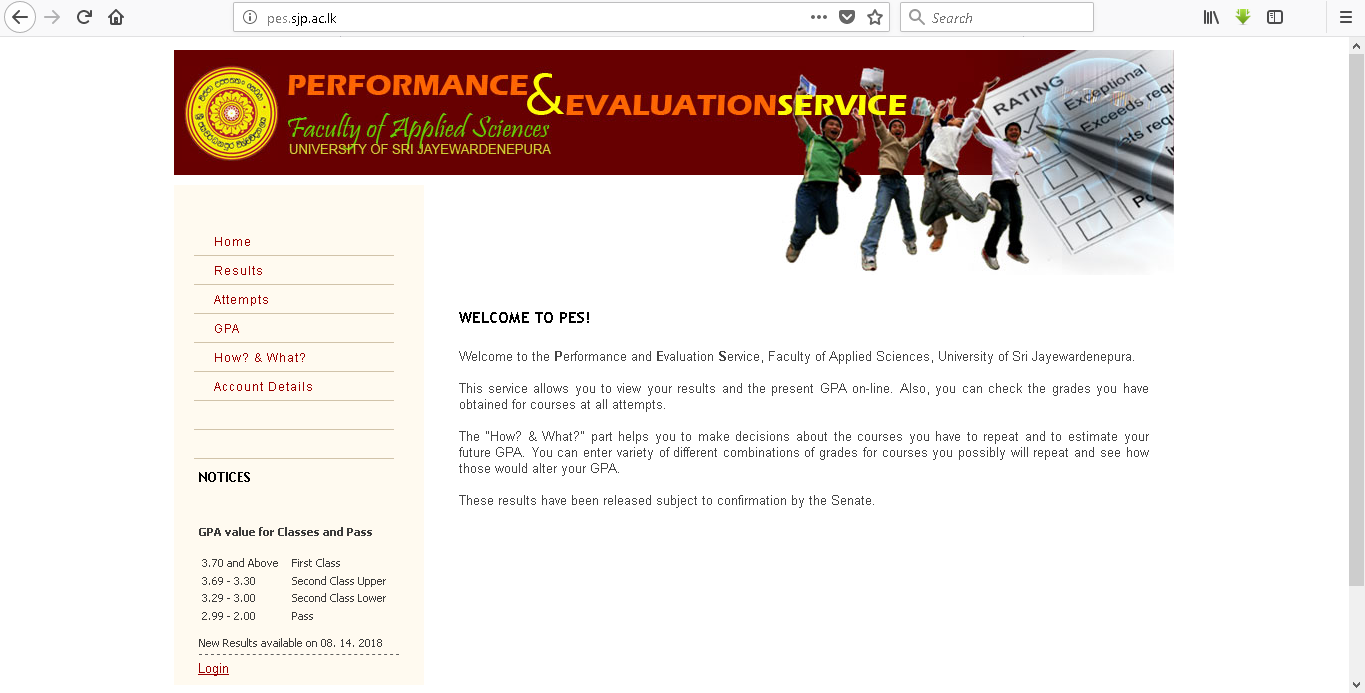 pes.sjp.ac.lk
Search
PERFORMANCE
&EVALUATIONSERVICE
Faculty of Applied Sciences
UNIVERSITY OF SRI JAYEWARDENEPURA
RATING
Exceptional
Exceeds requ
ets requ
Home
Results
Attempts
GPA
How? & What?
Account Details
NOTICES
GPA value for Classes and Pass
3.70 and Above First Class
3.69 - 3.30 Second Class Upper
3.29 - 3.00 Second Class Lower
2.99 - 2.00 Pass
New Results available on 08. 14. 2018
Login
WELCOME TO PES!
Welcome to the Performance and Evaluation Service, Faculty of Applied Sciences, University of Sri Jayewardenepura.
This service allows you to view your results and the present GPA on-line. Also, you can check the grades you have
obtained for courses at all attempts.
The "How? & What?" part helps you to make decisions about the courses you have to repeat and to estimate your
future GPA. You can enter variety of different combinations of grades for courses you possibly will repeat and see how
those would alter your GPA.
These results have been released subject to confirmation by the Senate.